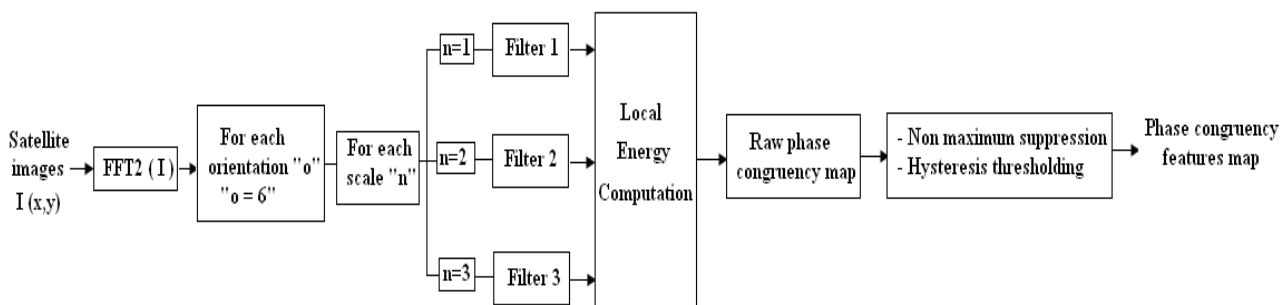 Satellite
images
I (x,y)
FFT2 ( I )
For each
orientation "o"
"o = 6"
For each
scale "n"
n=1
Filter 1
n=2
Filter 2
n=3
Filter 3
Local
Energy
Computation
Raw phase
congruency map
- Non maximum suppression
- Hysteresis thresholding
Phase congruency
features map